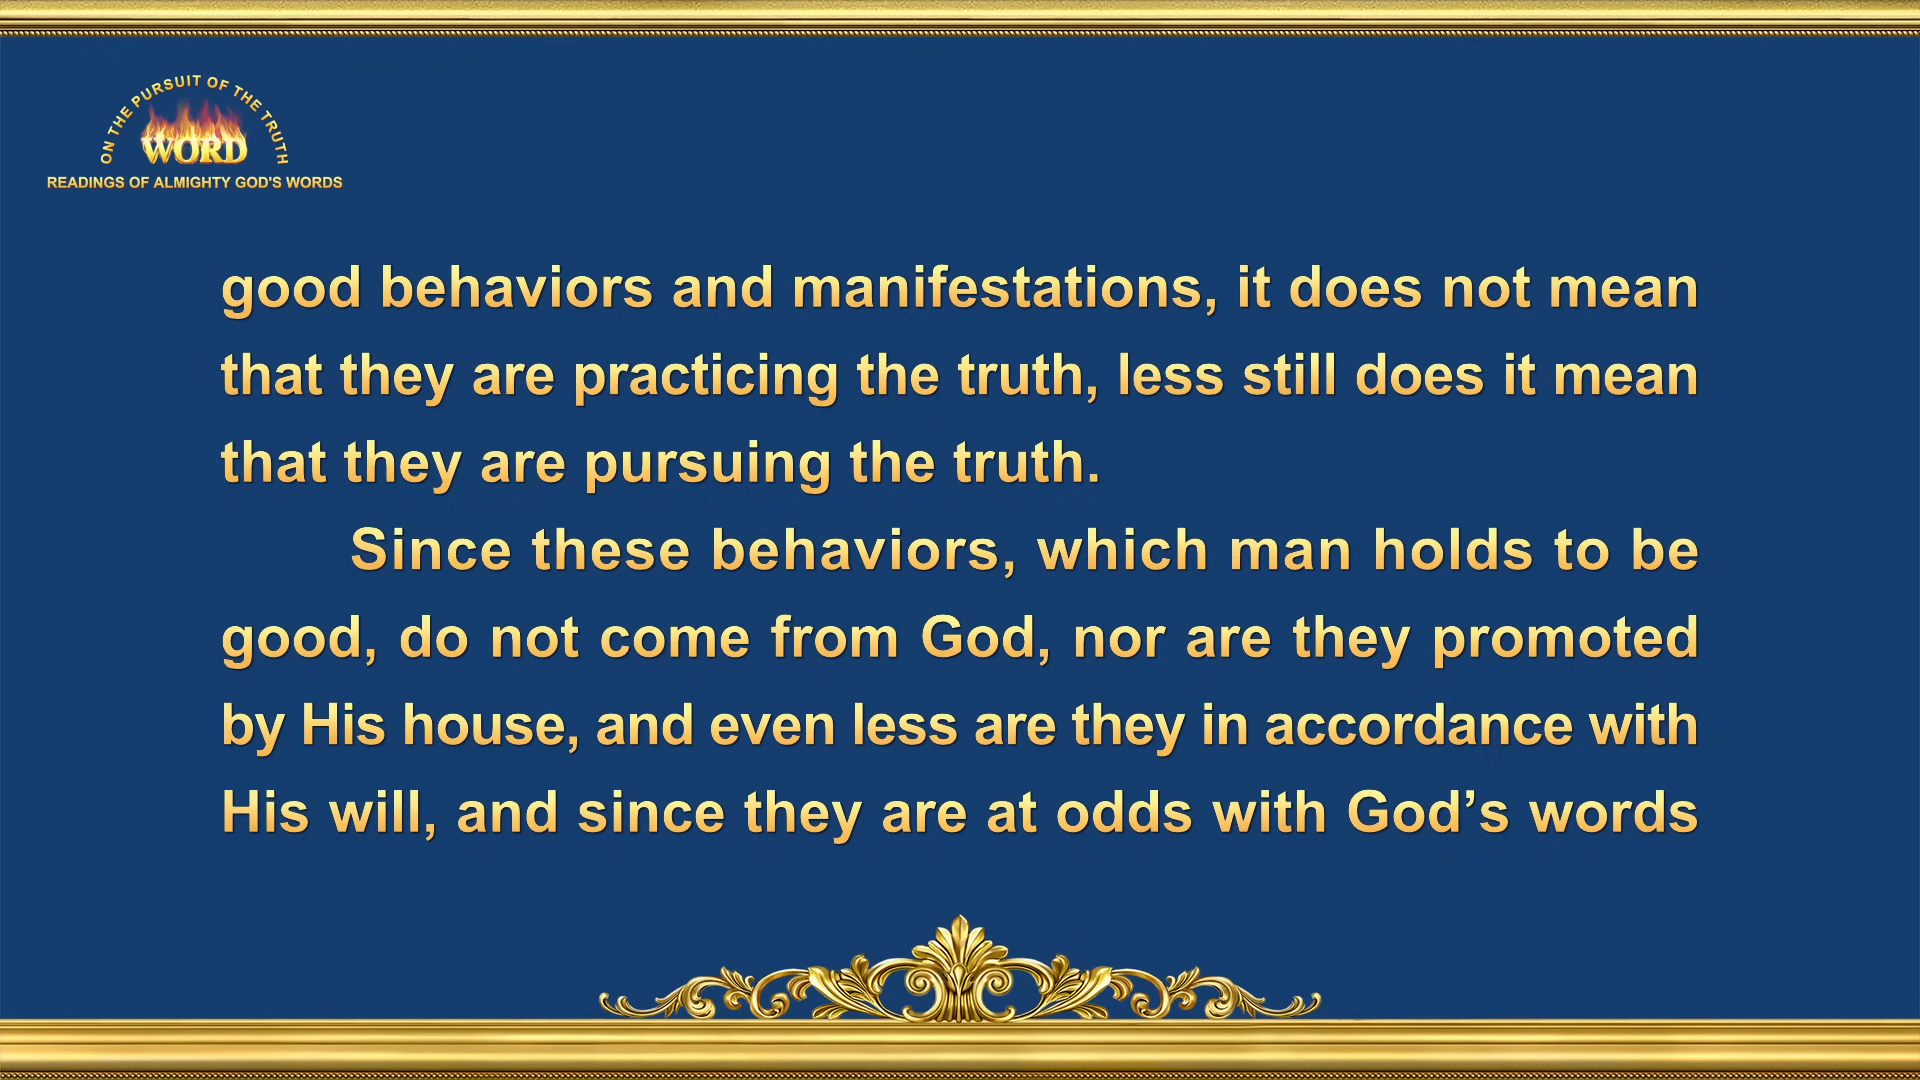 ON THE PURSUIT OF THE TRUTH
WORD
READINGS OF ALMIGHTY GOD'S WORDS
good behaviors and manifestations, it does not mean
that they are practicing the truth, less still does it mean
that they are pursuing the truth.
Since these behaviors, which man holds to be
good, do not come from God, nor are they promoted
by His house, and even less are they in accordance with
His will, and since they are at odds with God’s words